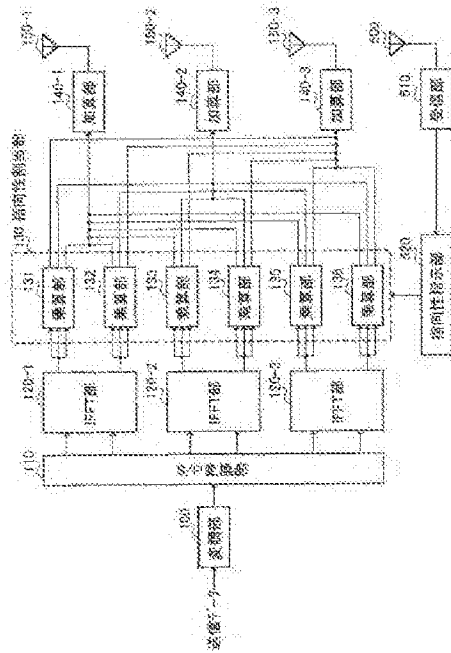 送信データ
100
変調部
110
S/P変換部
120-1
IFFT部
120-2
IFFT部
120-3
IFFT部
130 指向性制御部
131
乗算部
132
乗算部
133
乗算部
134
乗算部
135
乗算部
136
乗算部
140-1
加算部
140-2
加算部
140-3
加算部
150-1
150-2
150-3
500
510
受信部
520
指向性指示部